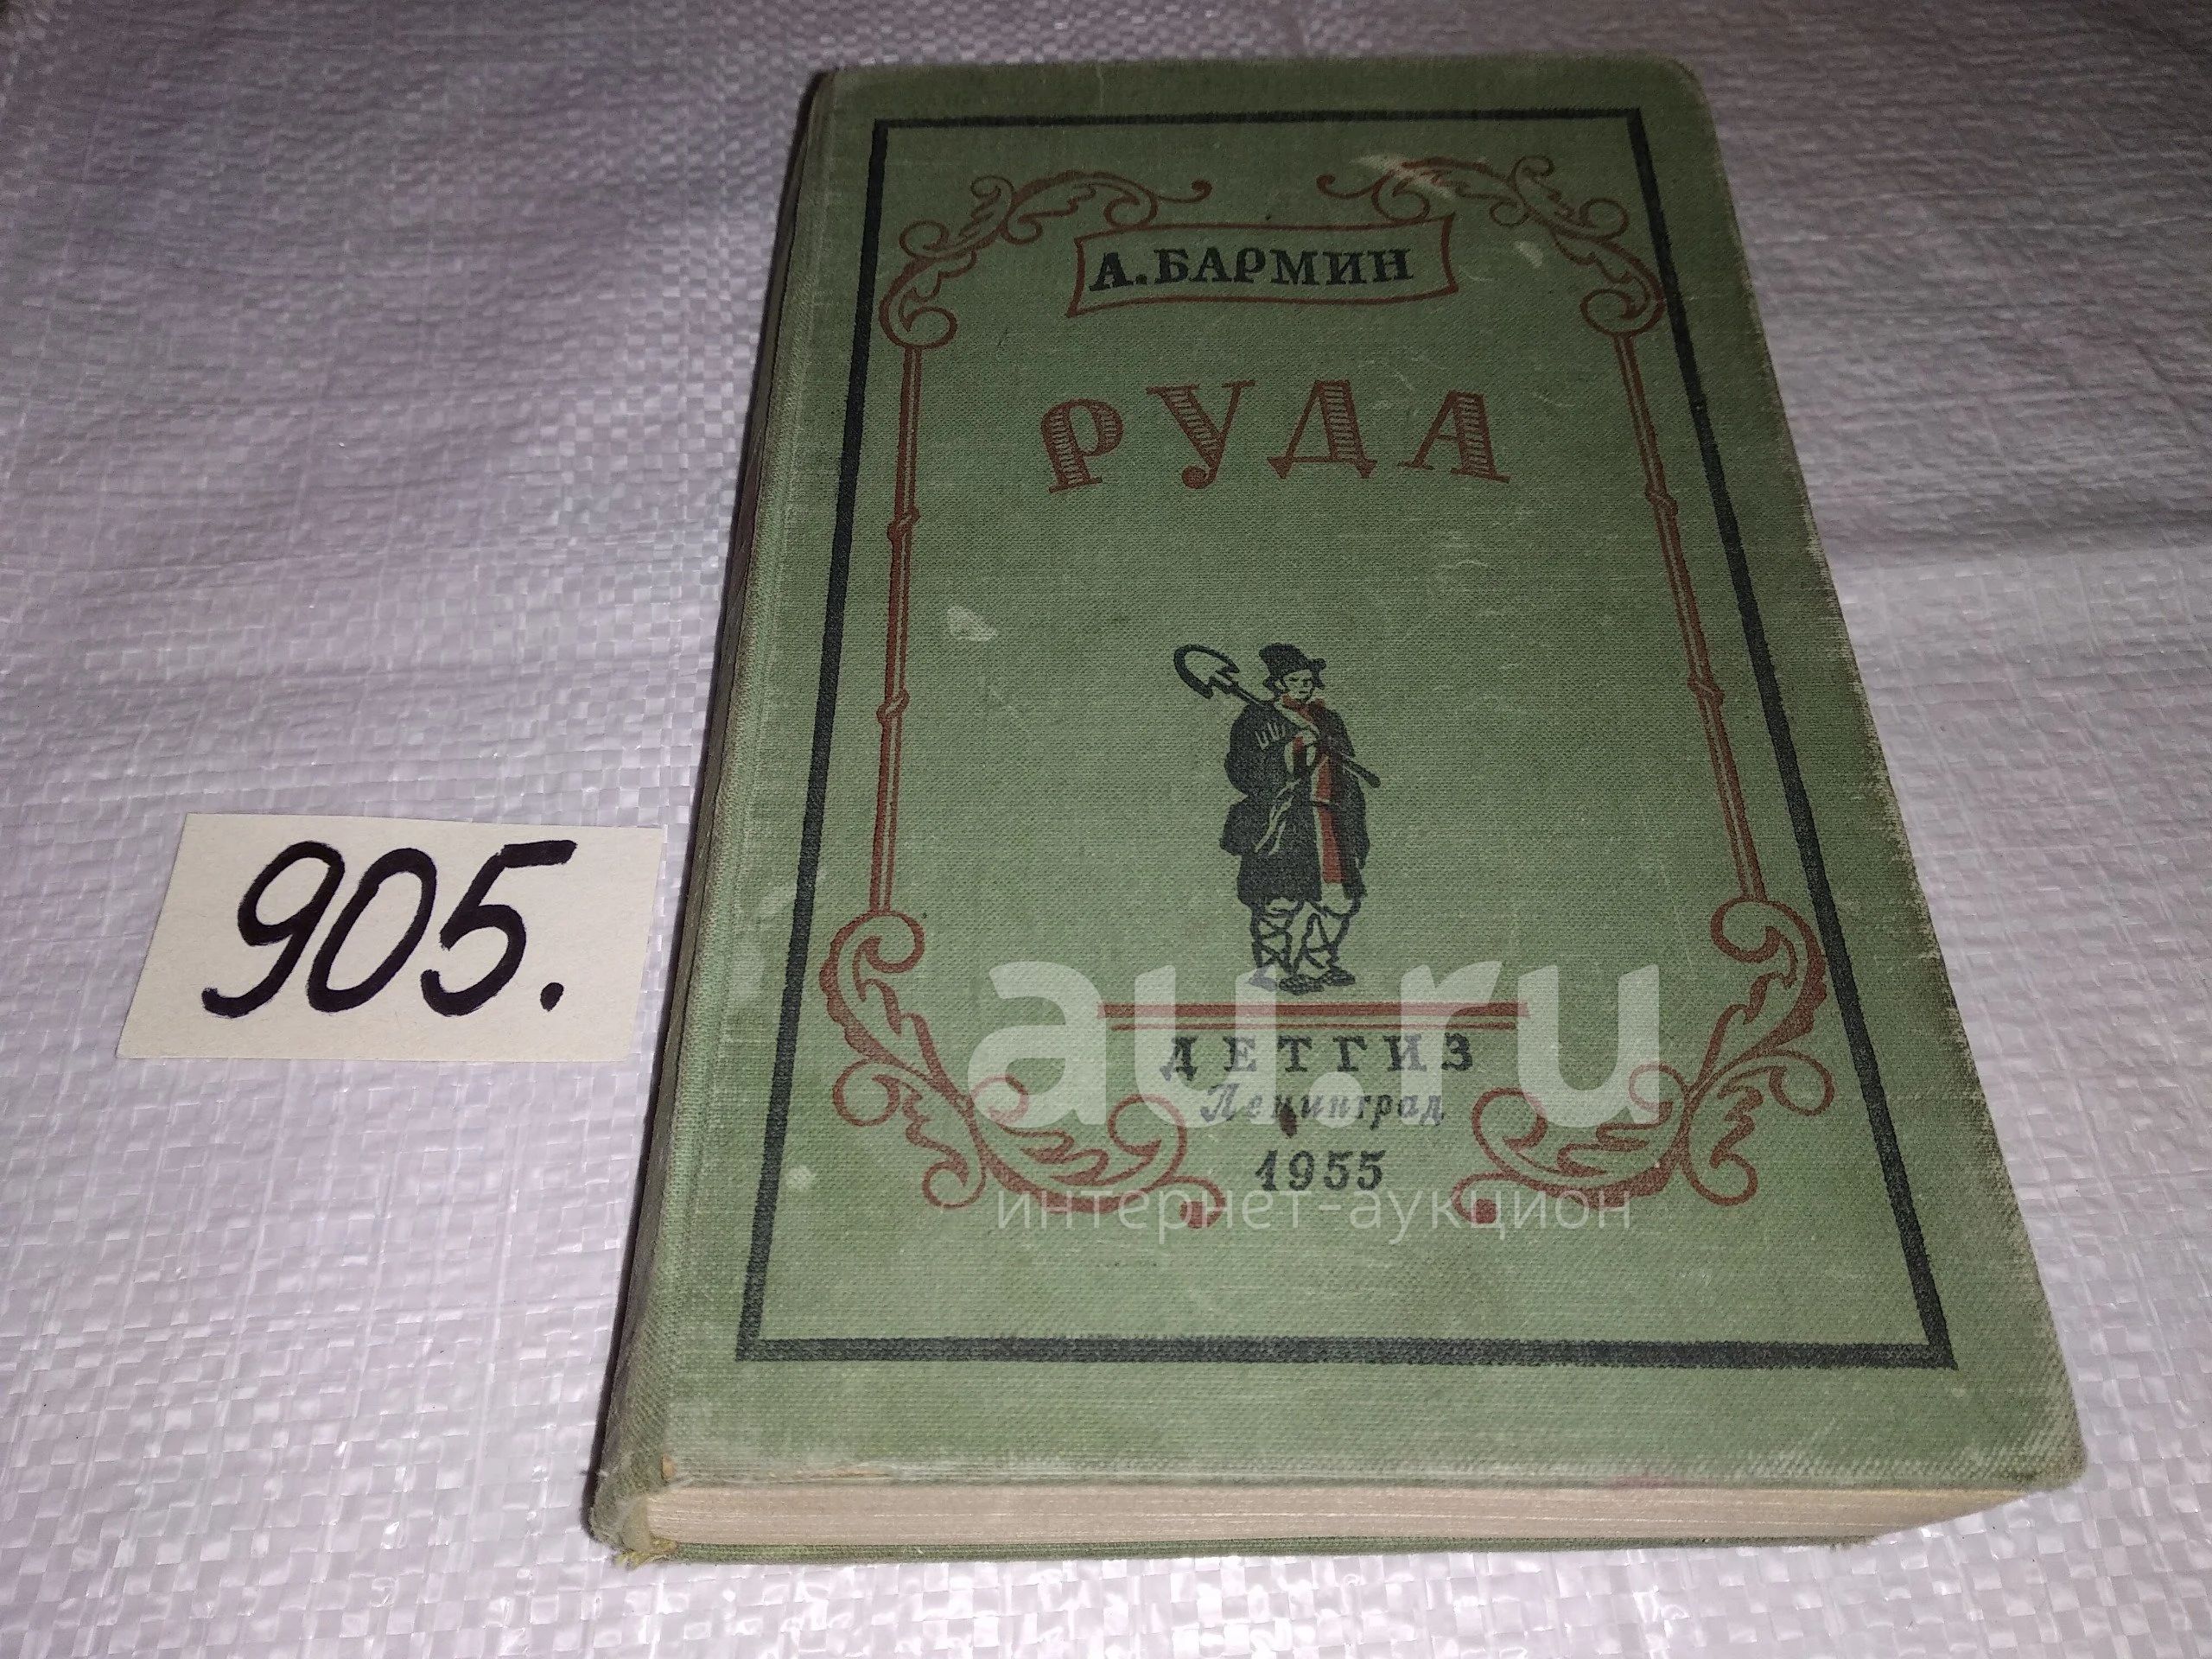 А. БАРМИН
РУДА
905.
au.ru
ДЕТГИЗ
Ленинград
1955
интернет-аукцион